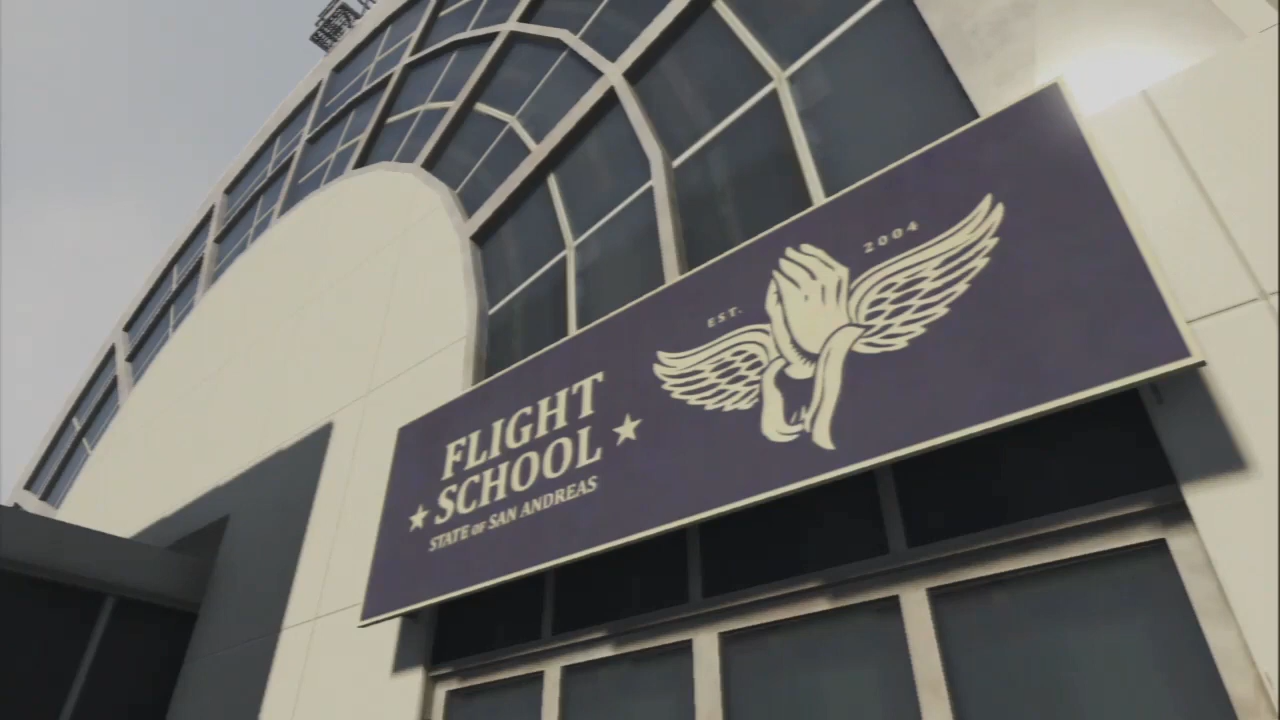 FLIGHT
SCHOOL
STATE OF SAN ANDREAS
EST.
2004